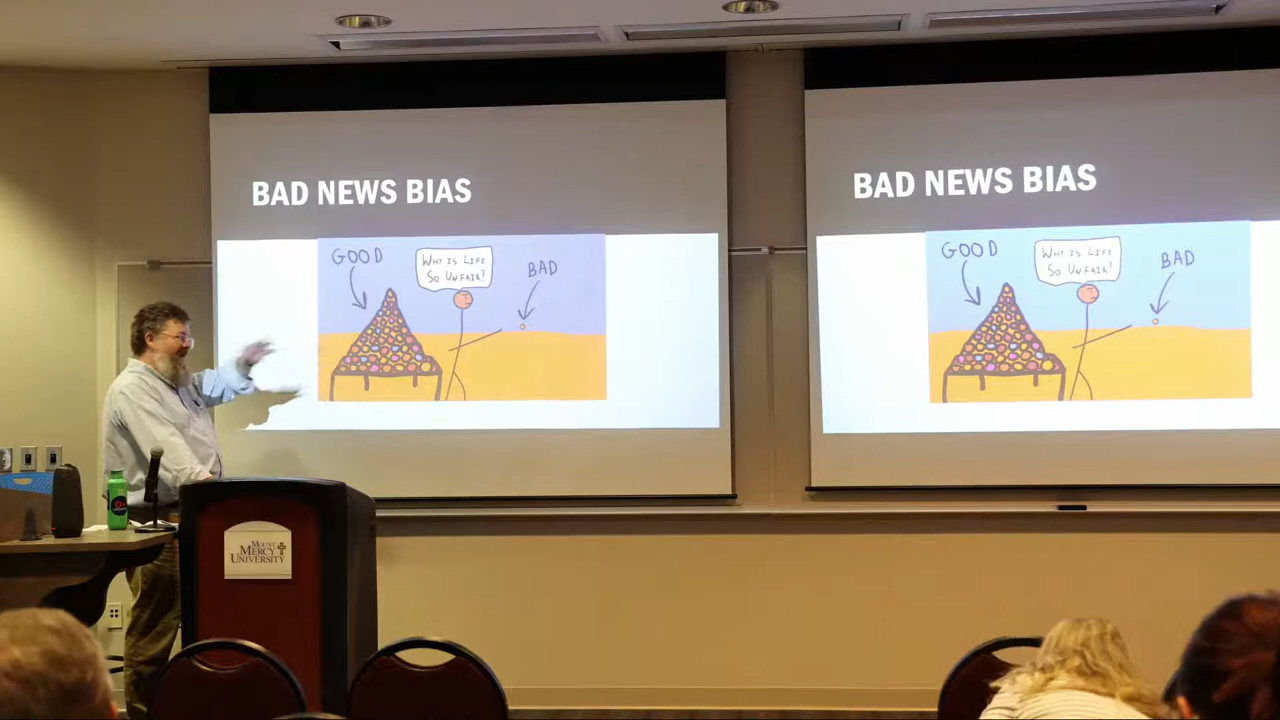 BAD NEWS BIAS
GOOD
WHY IS LIFE
SO UNFAIR?
BAD
BAD NEWS BIAS
GOOD
WHY IS LIFE
SO UNFAIR?
BAD
MOUNT
MERCY
UNIVERSITY